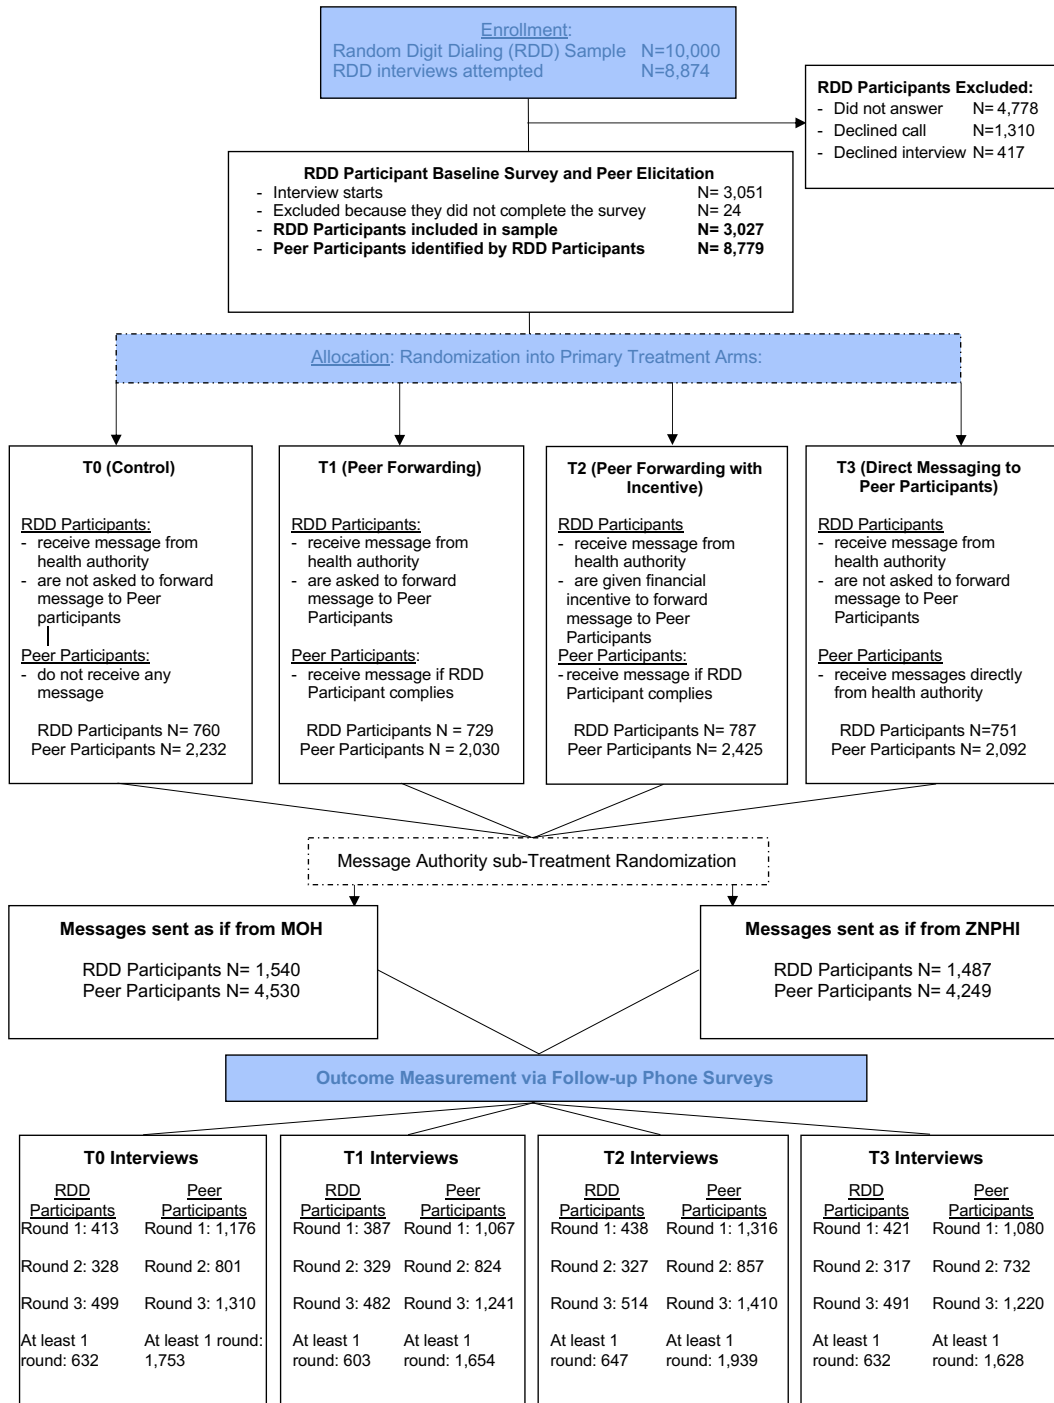 Enrollment:
Random Digit Dialing (RDD) Sample N=10,000
RDD interviews attempted N=8,874
RDD Participants Excluded:
- Did not answer N= 4,778
- Declined call N=1,310
- Declined interview N= 417
RDD Participant Baseline Survey and Peer Elicitation
- Interview starts N= 3,051
- Excluded because they did not complete the survey N= 24
- RDD Participants included in sample N= 3,027
- Peer Participants identified by RDD Participants N= 8,779
Allocation: Randomization into Primary Treatment Arms:
T0 (Control)
RDD Participants:
- receive message from
health authority
- are not asked to forward
message to Peer
participants
Peer Participants:
- do not receive any
message
RDD Participants N= 760
Peer Participants N= 2,232
T1 (Peer Forwarding)
RDD Participants:
- receive message from
health authority
- are asked to forward
message to Peer
Participants
Peer Participants:
- receive message if RDD
Participant complies
RDD Participants N = 729
Peer Participants N = 2,030
T2 (Peer Forwarding with
Incentive)
RDD Participants
- receive message from
health authority
- are given financial
incentive to forward
message to Peer
Participants
Peer Participants:
- receive message if RDD
Participant complies
RDD Participants N= 787
Peer Participants N= 2,425
T3 (Direct Messaging to
Peer Participants)
RDD Participants
- receive message from
health authority
- are not asked to forward
message to Peer
Participants
Peer Participants
- receive messages directly
from health authority
RDD Participants N=751
Peer Participants N= 2,092
Message Authority sub-Treatment Randomization
Messages sent as if from MOH
RDD Participants N= 1,540
Peer Participants N= 4,530
Messages sent as if from ZNPHI
RDD Participants N= 1,487
Peer Participants N= 4,249
Outcome Measurement via Follow-up Phone Surveys
T0 Interviews
RDD Peer
Participants Participants
Round 1: 413 Round 1: 1,176
Round 2: 328 Round 2: 801
Round 3: 499 Round 3: 1,310
At least 1 At least 1 round:
round: 632 1,753
T1 Interviews
RDD Peer
Participants Participants
Round 1: 387 Round 1: 1,067
Round 2: 329 Round 2: 824
Round 3: 482 Round 3: 1,241
At least 1 At least 1
round: 603 round: 1,654
T2 Interviews
RDD Peer
Participants Participants
Round 1: 438 Round 1: 1,316
Round 2: 327 Round 2: 857
Round 3: 514 Round 3: 1,410
At least 1 At least 1
round: 647 round: 1,939
T3 Interviews
RDD Peer
Participants Participants
Round 1: 421 Round 1: 1,080
Round 2: 317 Round 2: 732
Round 3: 491 Round 3: 1,220
At least 1 At least 1
round: 632 round: 1,628